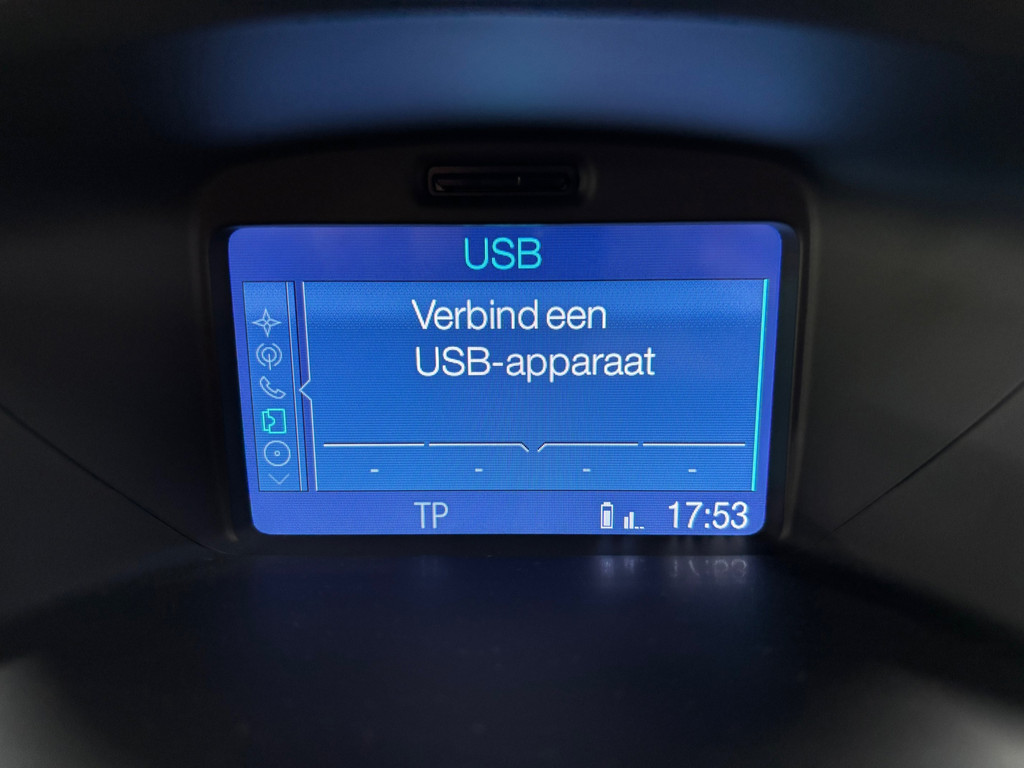 USB
Verbind een
USB-apparaat
- - - -
TP 17:53